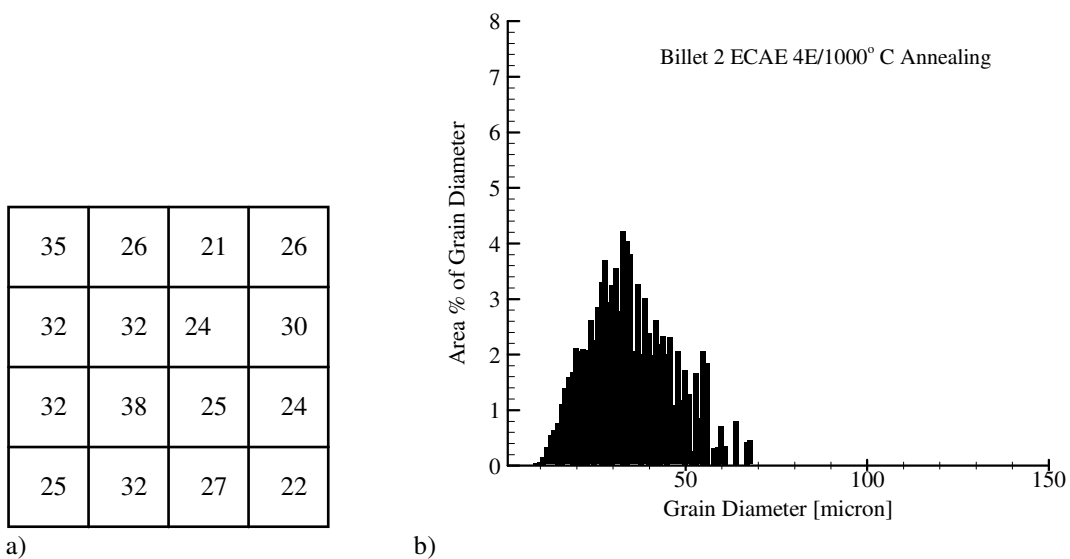 35 26 21 26
32 32 24 30
32 38 25 24
25 32 27 22
a)
Billet 2 ECAE 4E/1000° C Annealing
Area % of Grain Diameter
8
7
6
5
4
3
2
1
0
50 100 150
Grain Diameter [micron]
b)